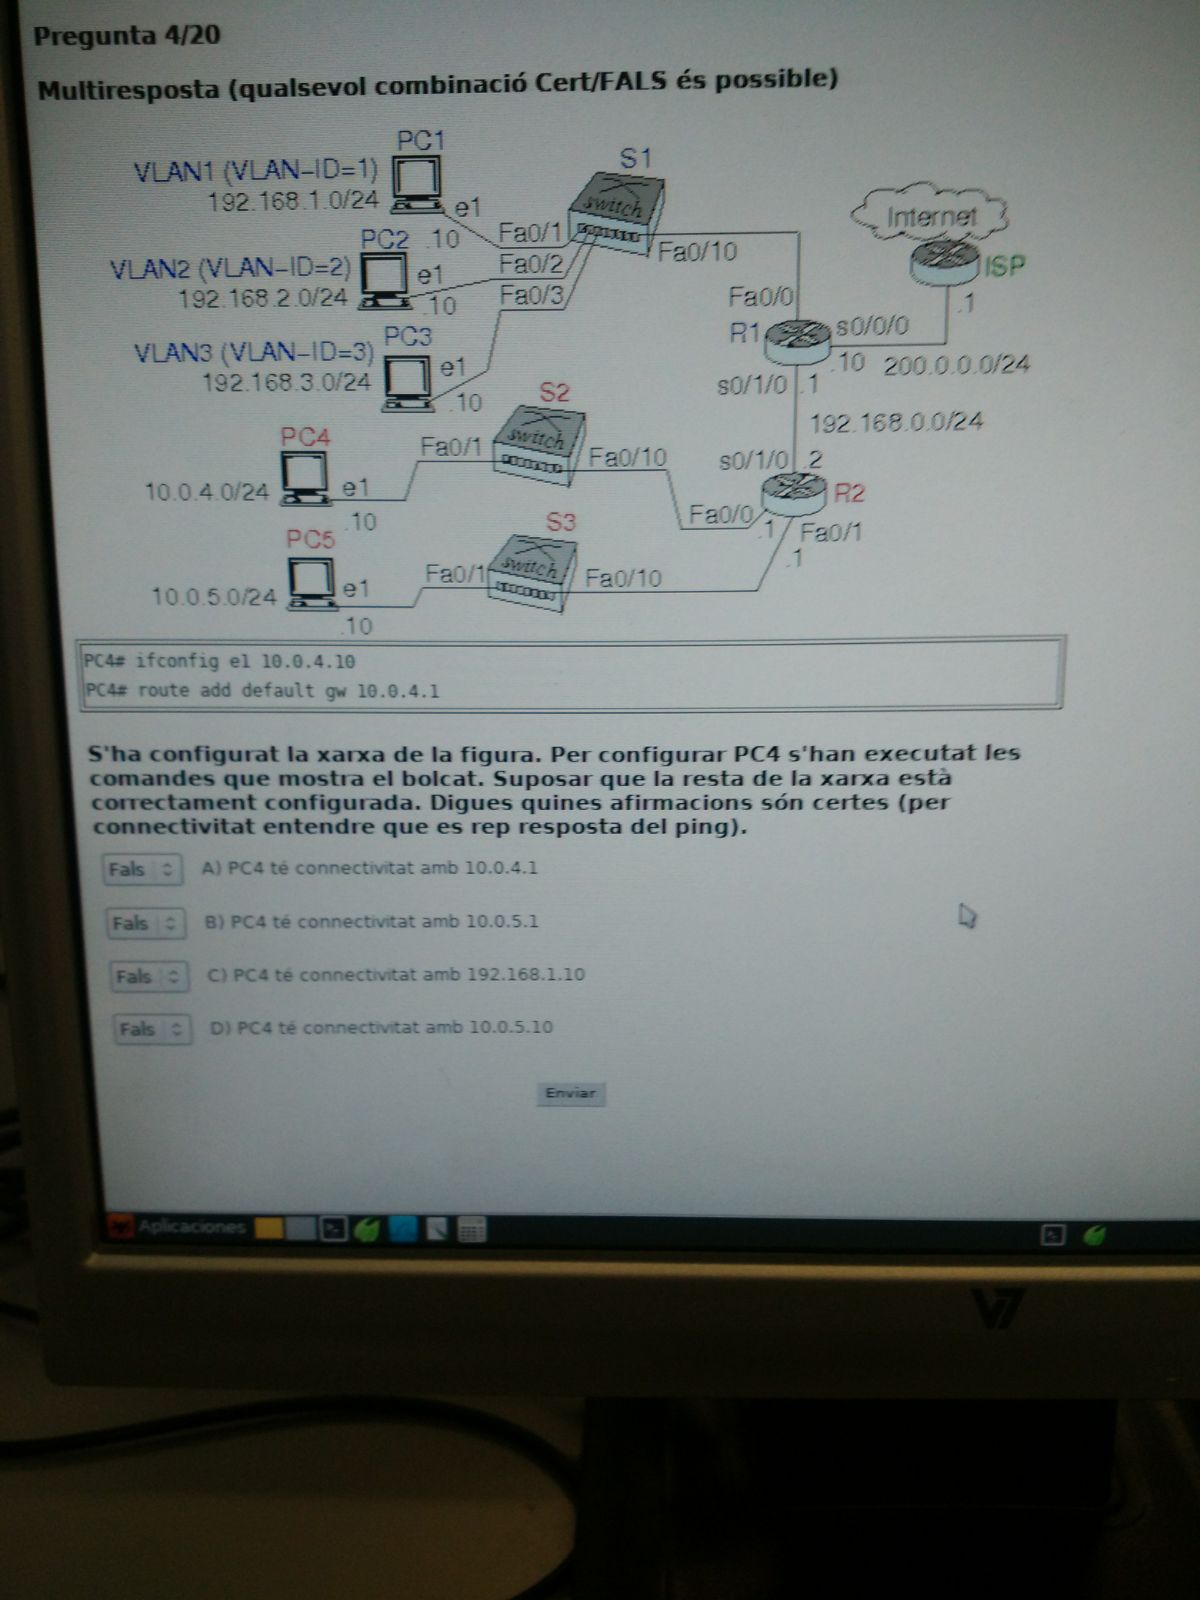 Pregunta 4/20
Multiresposta (qualsevol combinació Cert/FALS és possible)
PC1
VLAN1 (VLAN-ID=1)
192.168.1.0/24
e1
.10
S1
switch
Fa0/1
Fa0/2
Fa0/3
Fa0/10
PC2
VLAN2 (VLAN-ID=2)
192.168.2.0/24
e1
.10
PC3
VLAN3 (VLAN-ID=3)
192.168.3.0/24
e1
.10
Internet
ISP
.1
Fa0/0
R1
s0/0/0
.10
200.0.0.0/24
s0/1/0
.1
192.168.0.0/24
S2
switch
PC4
Fa0/1
Fa0/10
10.0.4.0/24
e1
.10
s0/1/0
.2
R2
Fa0/0
.1
Fa0/1
.1
S3
switch
PC5
Fa0/1
Fa0/10
10.0.5.0/24
e1
.10
PC4# ifconfig e1 10.0.4.10
PC4# route add default gw 10.0.4.1
S'ha configurat la xarxa de la figura. Per configurar PC4 s'han executat les
comandes que mostra el bolcat. Suposar que la resta de la xarxa està
correctament configurada. Digues quines afirmacions són certes (per
connectivitat entendre que es rep resposta del ping).
Fals A) PC4 té connectivitat amb 10.0.4.1
Fals B) PC4 té connectivitat amb 10.0.5.1
Fals C) PC4 té connectivitat amb 192.168.1.10
Fals D) PC4 té connectivitat amb 10.0.5.10
Enviar
Aplicaciones
V7